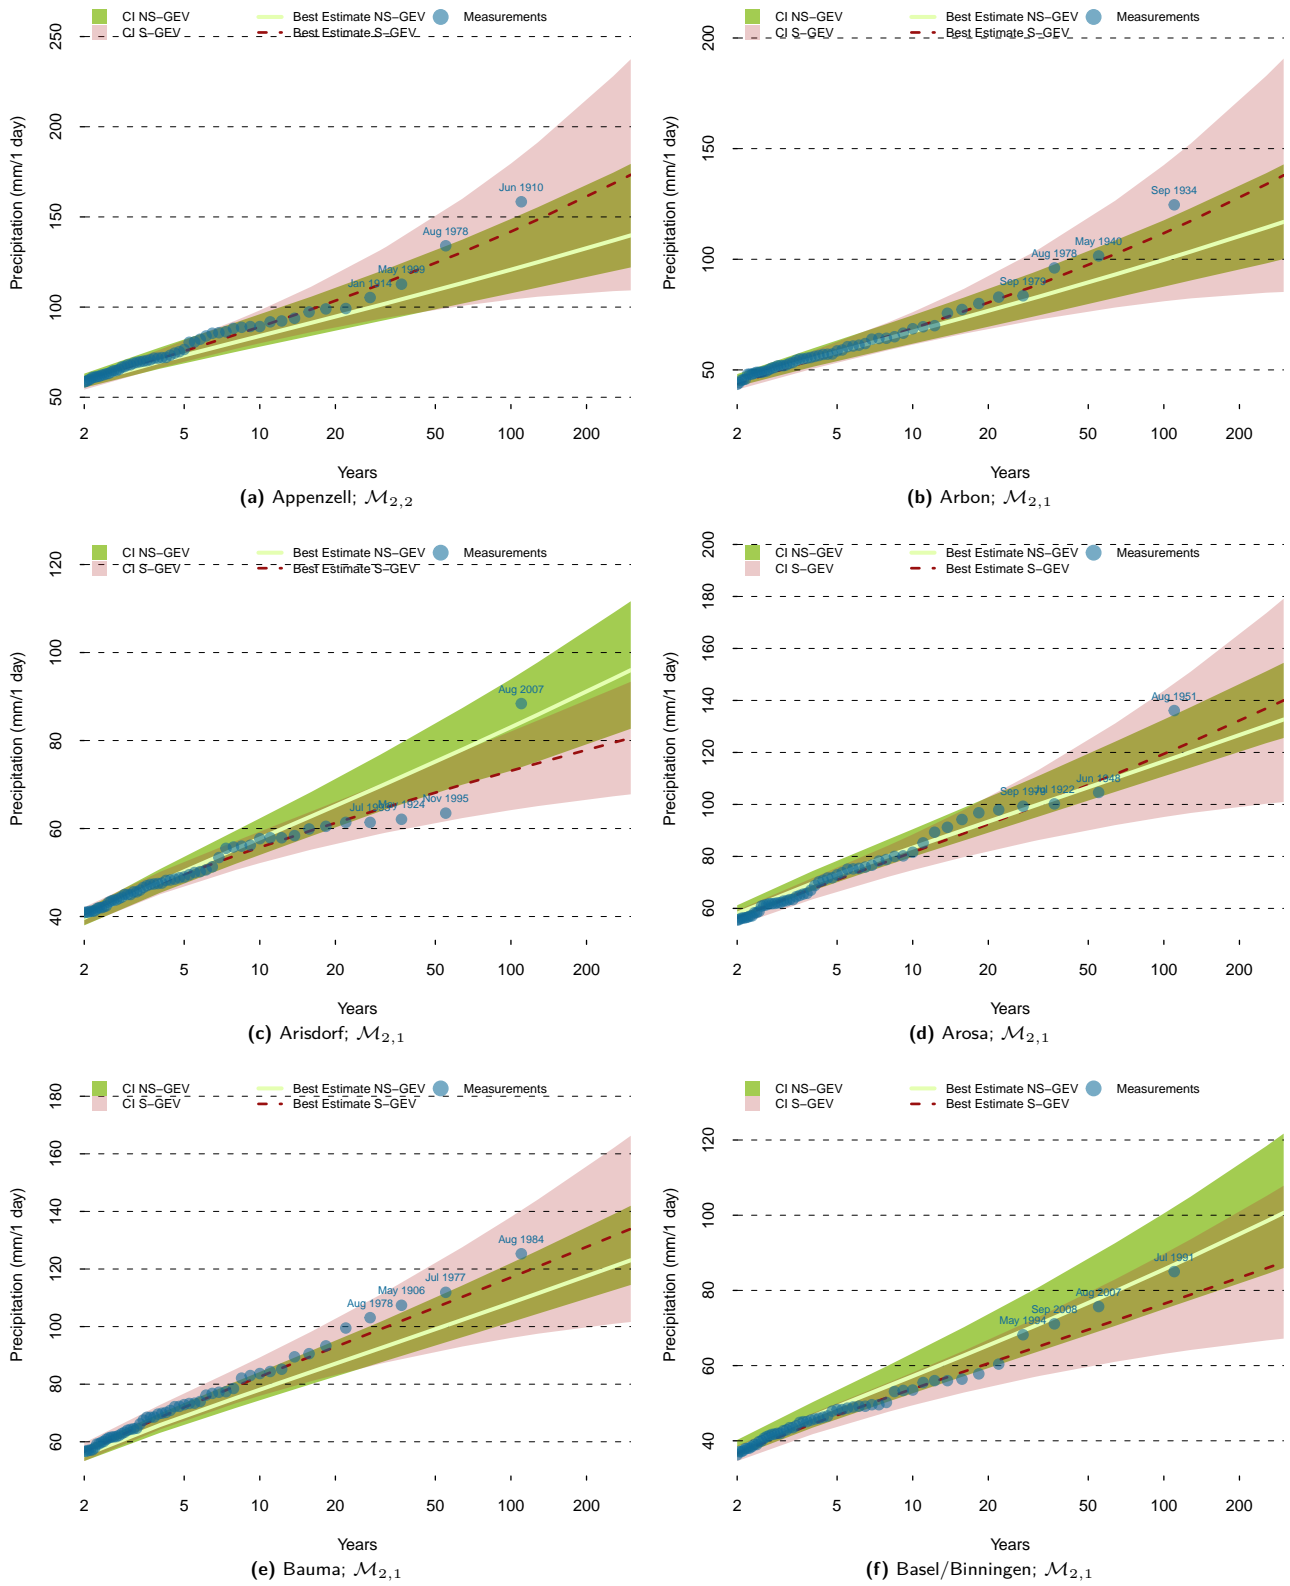 CI NS−GEV Best Estimate NS−GEV Measurements
CI S−GEV Best Estimate S−GEV
Precipitation (mm/1 day)
250
200
150
100
50
Jun 1910
Aug 1978
May 1999
Jan 1914
2 5 10 20 50 100 200
Years
(a) Appenzell; M2,2
CI NS−GEV Best Estimate NS−GEV Measurements
CI S−GEV Best Estimate S−GEV
Precipitation (mm/1 day)
200
150
100
50
Sep 1934
May 1940
Aug 1978
Sep 1979
2 5 10 20 50 100 200
Years
(b) Arbon; M2,1
CI NS−GEV Best Estimate NS−GEV Measurements
CI S−GEV Best Estimate S−GEV
Precipitation (mm/1 day)
120
100
80
60
40
Aug 2007
Nov 1995
1924
Jul
2 5 10 20 50 100 200
Years
(c) Arisdorf; M2,1
CI NS−GEV Best Estimate NS−GEV Measurements
CI S−GEV Best Estimate S−GEV
Precipitation (mm/1 day)
200
180
160
140
120
100
80
60
Aug 1951
Jun 1948
Jul 1922
Sep
2 5 10 20 50 100 200
Years
(d) Arosa; M2,1
CI NS−GEV Best Estimate NS−GEV Measurements
CI S−GEV Best Estimate S−GEV
Precipitation (mm/1 day)
180
160
140
120
100
80
60
Aug 1984
Jul 1977
May 1906
Aug 1978
2 5 10 20 50 100 200
Years
(e) Bauma; M2,1
CI NS−GEV Best Estimate NS−GEV Measurements
CI S−GEV Best Estimate S−GEV
Precipitation (mm/1 day)
120
100
80
60
40
Jul 1991
Aug 2007
Sep 2008
May 1994
2 5 10 20 50 100 200
Years
(f) Basel/Binningen; M2,1